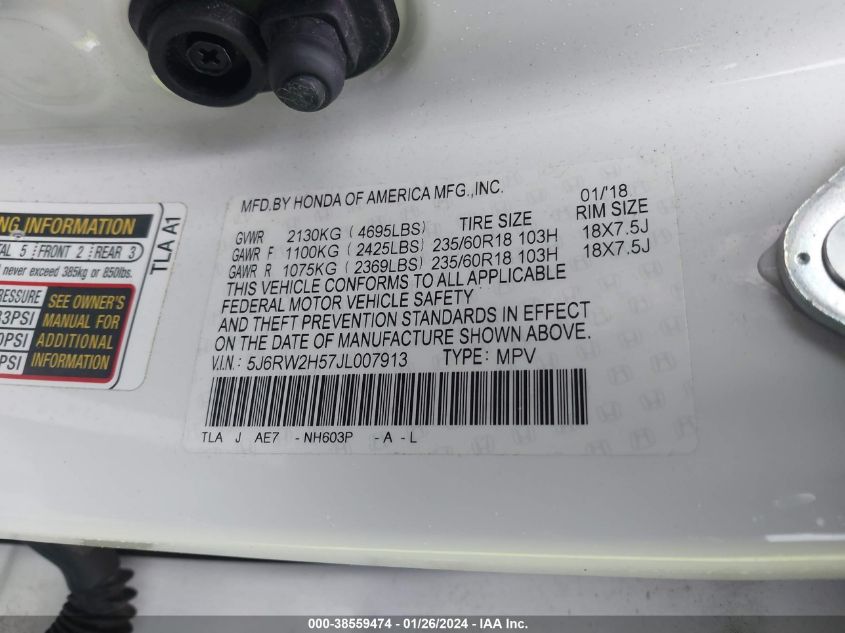 MFD.BY HONDA OF AMERICA MFG.,INC. 01/'18
TIRE SIZE RIM SIZE
GVWR 2130KG (4695LBS)
GAWR F 1100KG (2425LBS) 235/60R18 103H 18X7.5J
GAWR R 1075KG (2369LBS) 235/60R18 103H 18X7.5J
THIS VEHICLE CONFORMS TO ALL APPLICABLE
FEDERAL MOTOR VEHICLE SAFETY
AND THEFT PREVENTION STANDARDS IN EFFECT
ON THE DATE OF MANUFACTURE SHOWN ABOVE.
V.I.N.: 5J6RW2H57JL007913 TYPE: MPV
TLA J AE7 - NH603P - A - L
INFORMATION
5 FRONT 2 REAR 3
never exceed 385kg or 850lbs.
SEE OWNER'S
MANUAL FOR
ADDITIONAL
INFORMATION
PSI
TLA A1
000-38559474 - 01/26/2024 - IAA Inc.